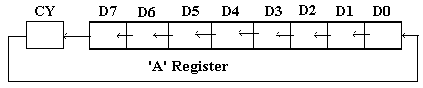 CY D7 D6 D5 D4 D3 D2 D1 D0
'A' Register